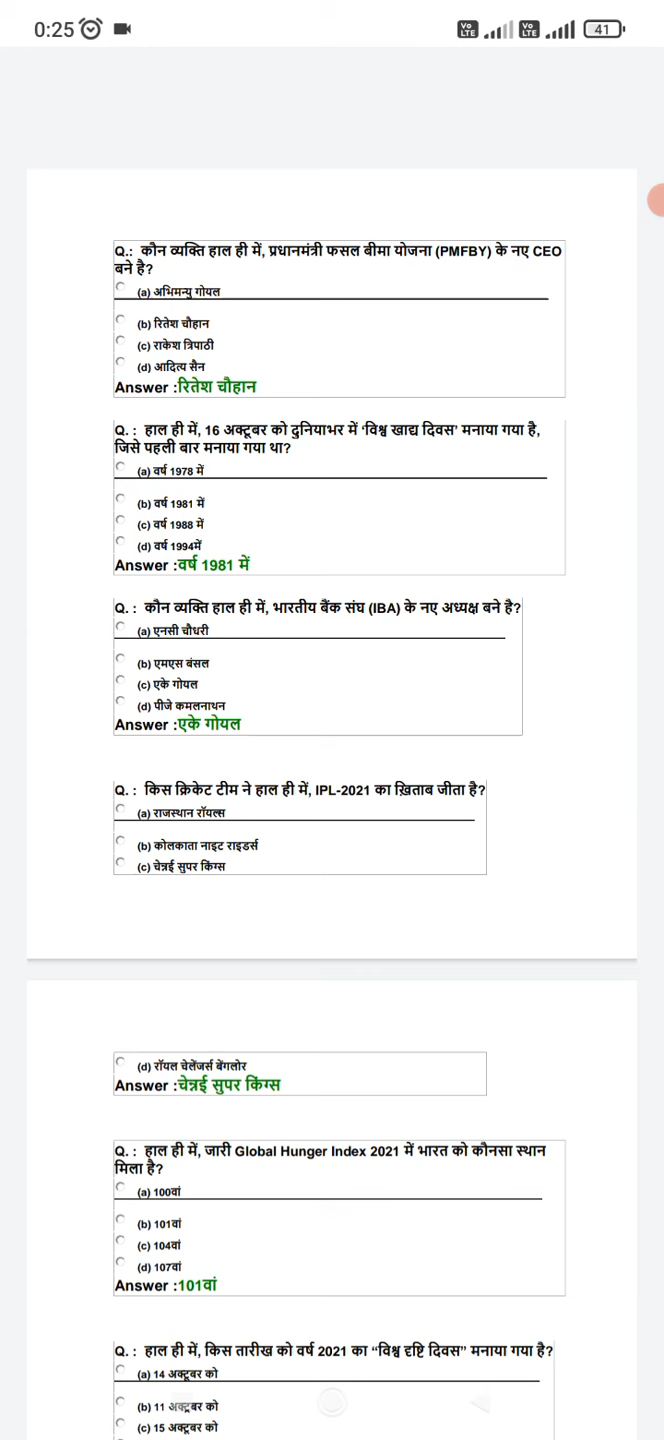 0:25
Vo LTE Vo LTE 41
Q.: कौन व्यक्ति हाल ही में, प्रधानमंत्री फसल बीमा योजना (PMFBY) के नए CEO
बने है?
(a) अभिमन्यु गोयल
(b) रितेश चौहान
(c) राकेश त्रिपाठी
(d) आदित्य सैन
Answer :रितेश चौहान
Q. : हाल ही में, 16 अक्टूबर को दुनियाभर में ‘विश्व खाद्य दिवस’ मनाया गया है,
जिसे पहली बार मनाया गया था?
(a) वर्ष 1978 में
(b) वर्ष 1981 में
(c) वर्ष 1988 में
(d) वर्ष 1994में
Answer :वर्ष 1981 में
Q. : कौन व्यक्ति हाल ही में, भारतीय बैंक संघ (IBA) के नए अध्यक्ष बने है?
(a) एनसी चौधरी
(b) एमएस बंसल
(c) एके गोयल
(d) पीजे कमलनाथन
Answer :एके गोयल
Q. : किस क्रिकेट टीम ने हाल ही में, IPL-2021 का ख़िताब जीता है?
(a) राजस्थान रॉयल्स
(b) कोलकाता नाइट राइडर्स
(c) चेन्नई सुपर किंग्स
(d) रॉयल चेलेंजर्स बेंगलोर
Answer :चेन्नई सुपर किंग्स
Q. : हाल ही में, जारी Global Hunger Index 2021 में भारत को कौनसा स्थान
मिला है?
(a) 100वां
(b) 101वां
(c) 104वां
(d) 107वां
Answer :101वां
Q. : हाल ही में, किस तारीख को वर्ष 2021 का “विश्व दृष्टि दिवस” मनाया गया है?
(a) 14 अक्टूबर को
(b) 11 अक्टूबर को
(c) 15 अक्टूबर को